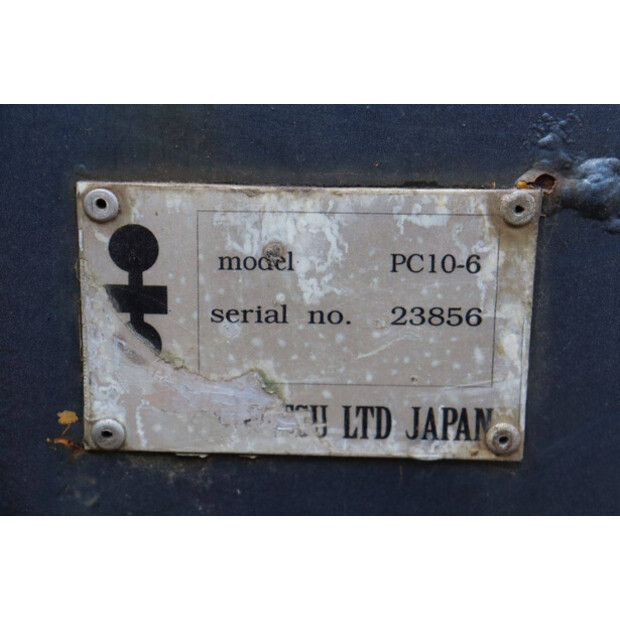 model PC10-6
serial no. 23856
LTD JAPAN